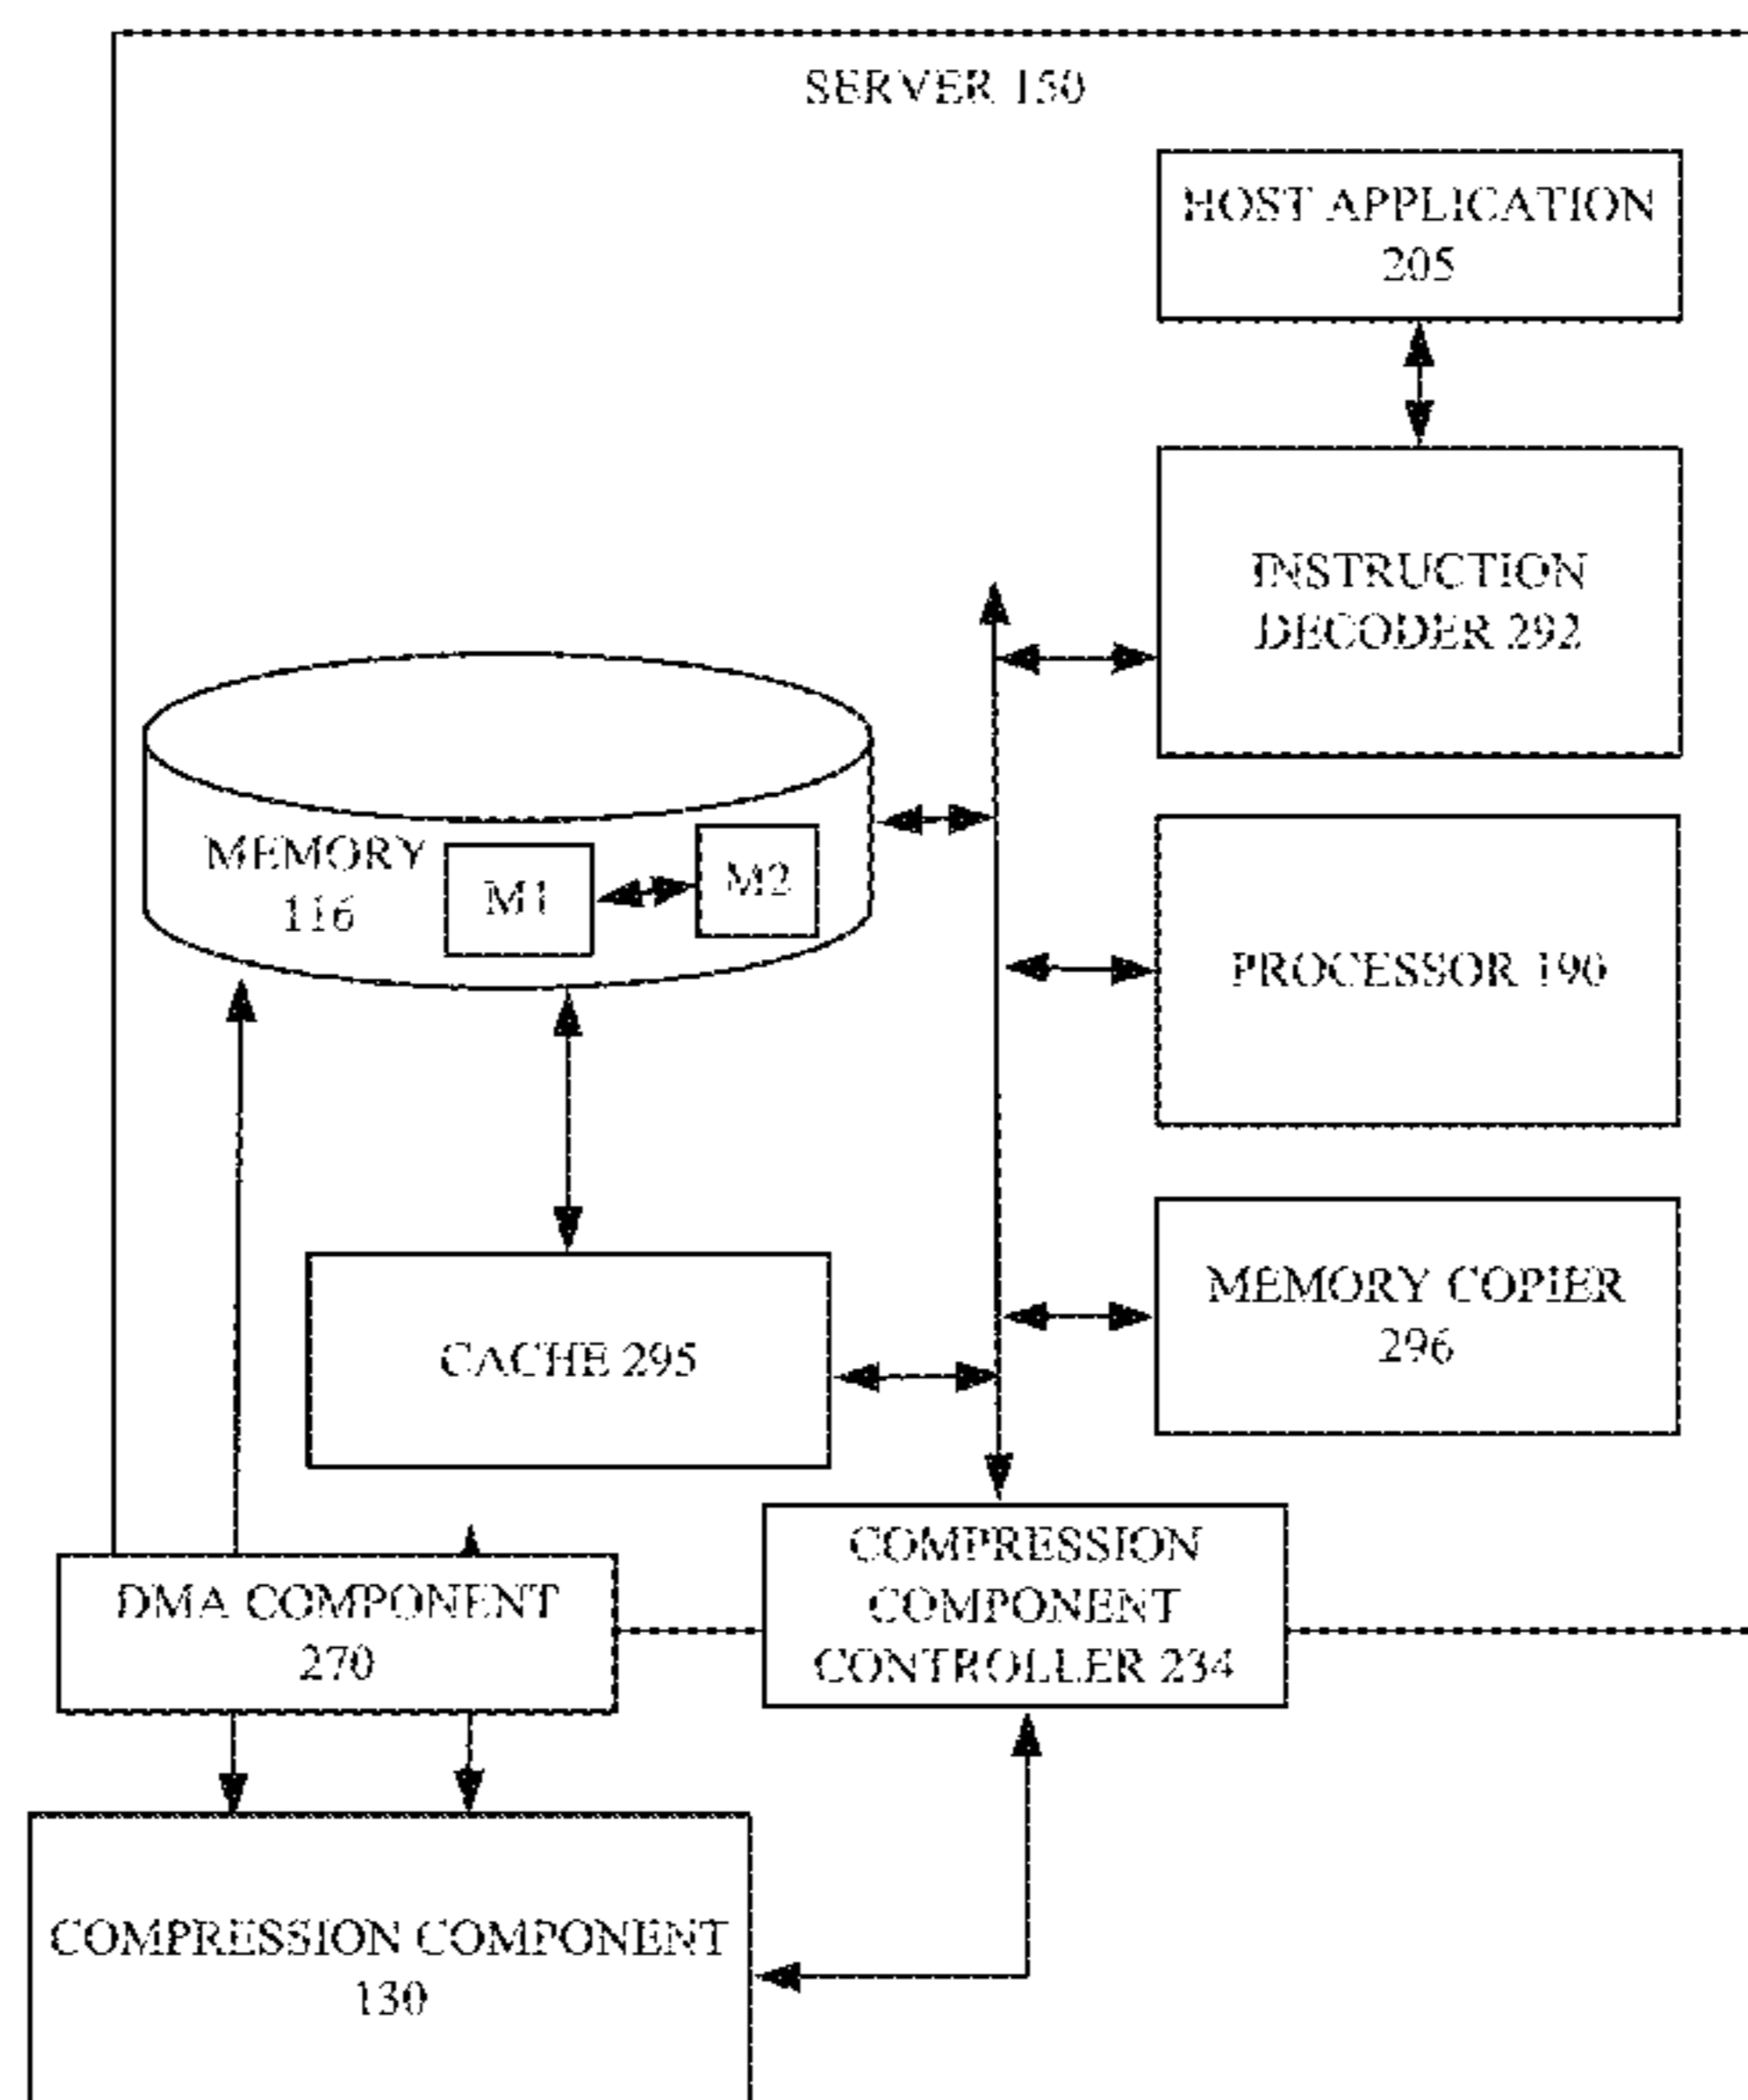 SERVER 150
HOST APPLICATION
205
INSTRUCTION
DECODER 292
MEMORY
116
M1
M2
PROCESSOR 190
MEMORY COPIER
296
CACHE 295
COMPRESSION
COMPONENT
CONTROLLER 234
DMA COMPONENT
270
COMPRESSION COMPONENT
130